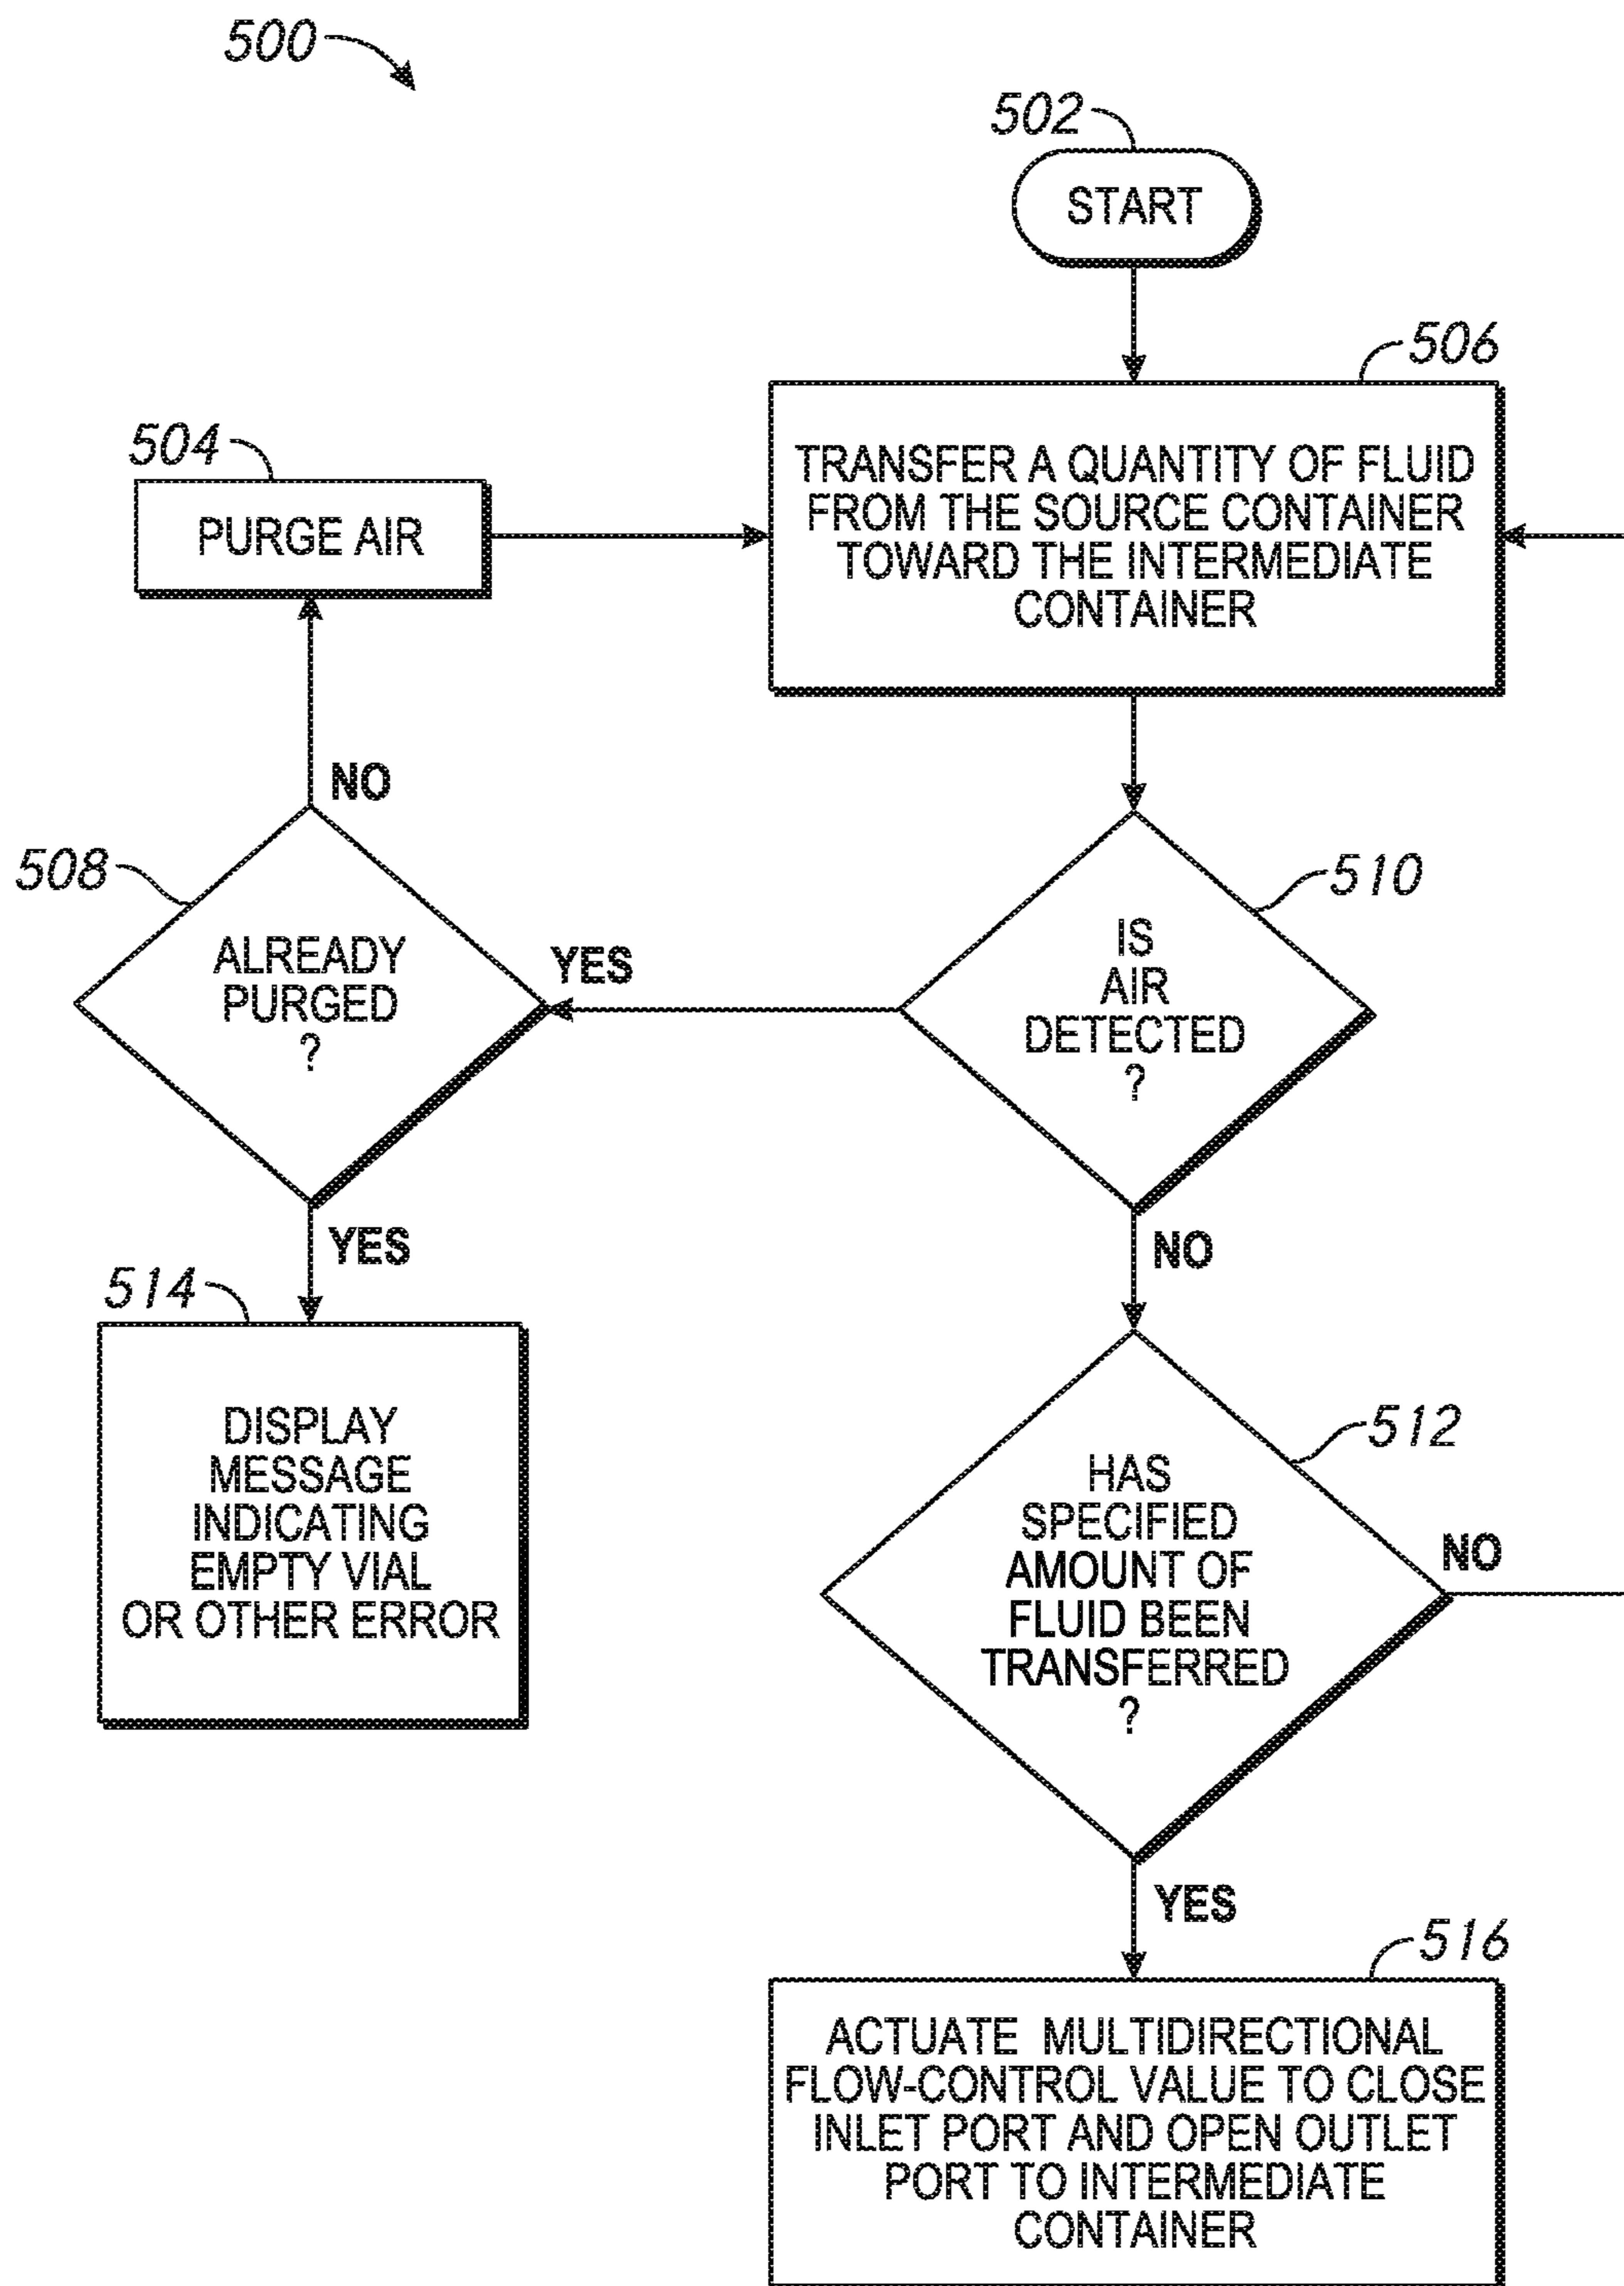 500
502
START
506
TRANSFER A QUANTITY OF FLUID
FROM THE SOURCE CONTAINER
TOWARD THE INTERMEDIATE
CONTAINER
504
PURGE AIR
NO
508
ALREADY
PURGED
?
YES
510
IS
AIR
DETECTED
?
YES
NO
514
DISPLAY
MESSAGE
INDICATING
EMPTY VIAL
OR OTHER ERROR
512
HAS
SPECIFIED
AMOUNT OF
FLUID BEEN
TRANSFERRED
?
NO
YES
516
ACTUATE MULTIDIRECTIONAL
FLOW-CONTROL VALUE TO CLOSE
INLET PORT AND OPEN OUTLET
PORT TO INTERMEDIATE
CONTAINER